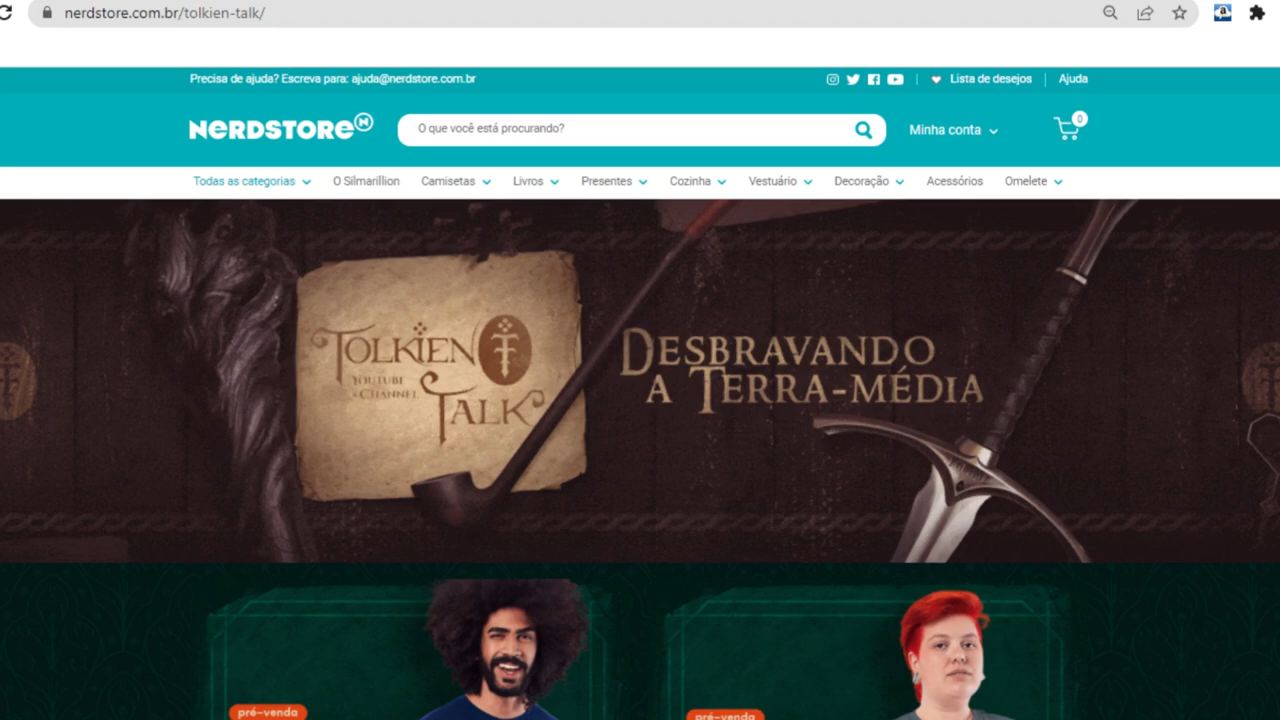 nerdstore.com.br/tolkien-talk/
Precisa de ajuda? Escreva para: ajuda@nerdstore.com.br
Lista de desejos
Ajuda
NERDSTORE N
O que você está procurando?
Minha conta
0
Todas as categorias
O Silmarillion
Camisetas
Livros
Presentes
Cozinha
Vestuário
Decoração
Acessórios
Omelete
TOLKIEN
YOUTUBE
CHANNEL
TALK
DESBRAVANDO
A TERRA-MÉDIA
pré-venda
pré-venda